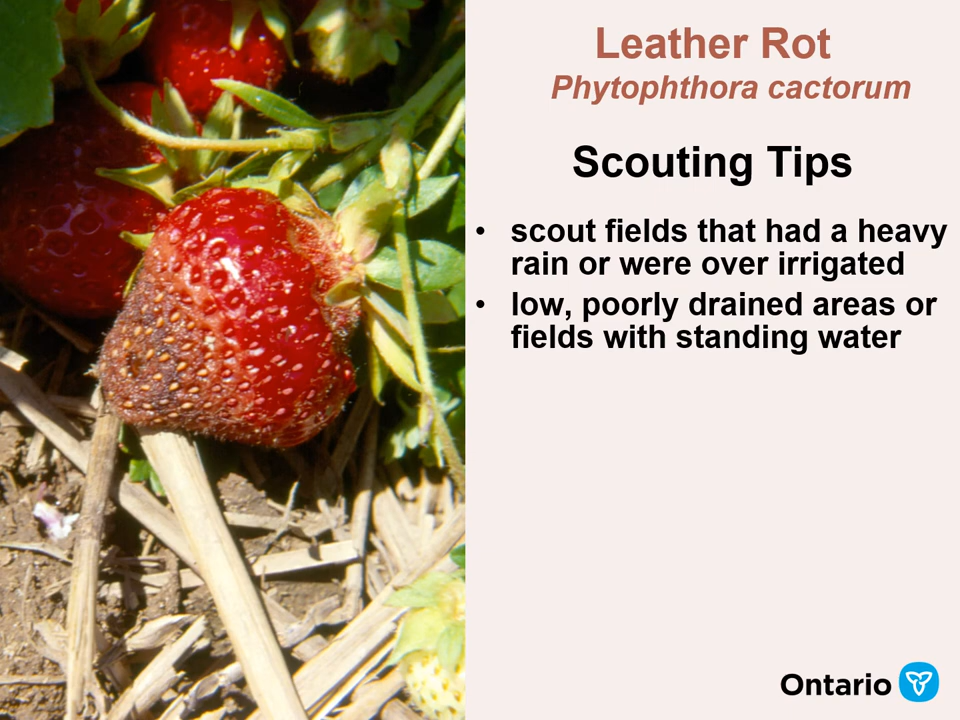 Leather Rot
Phytophthora cactorum
Scouting Tips
• scout fields that had a heavy
rain or were over irrigated
• low, poorly drained areas or
fields with standing water
Ontario